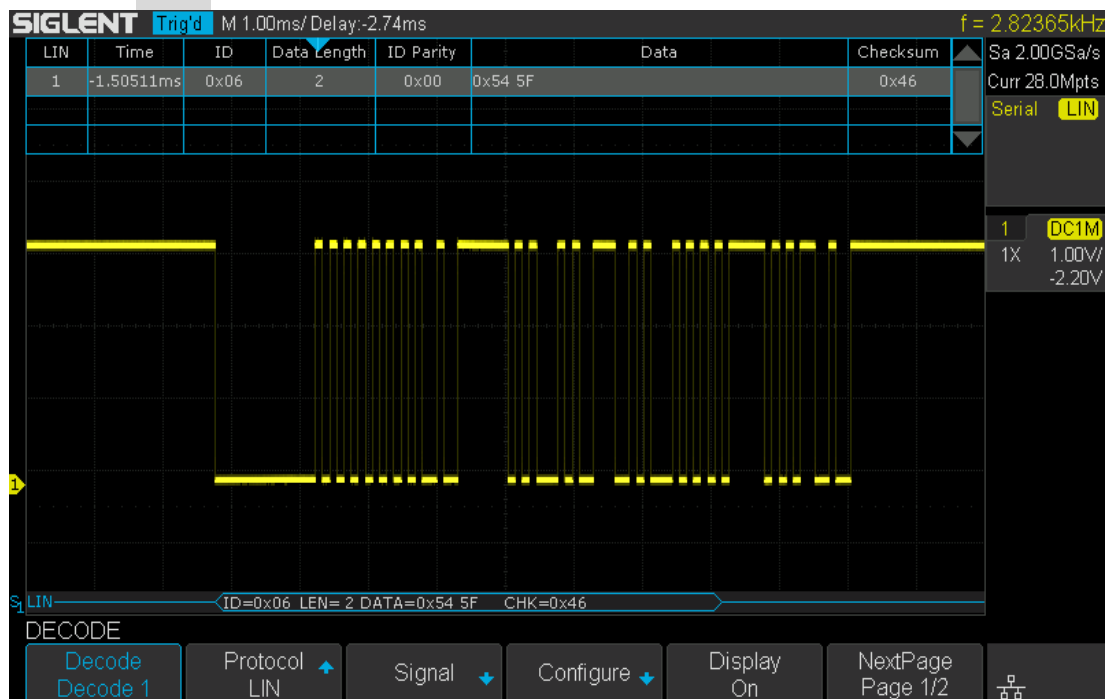 SIGLENT Trig'd M 1.00ms/ Delay:-2.74ms f = 2.82365kHz
LIN Time ID Data Length ID Parity Data Checksum
1 -1.50511ms 0x06 2 0x00 0x54 5F 0x46
Sa 2.00GSa/s
Curr 28.0Mpts
Serial LIN
1 DC1M
1X 1.00V/
-2.20V
1
S1 LIN ID=0x06 LEN= 2 DATA=0x54 5F CHK=0x46
DECODE
Decode
Decode 1
Protocol
LIN
Signal
Configure
Display
On
NextPage
Page 1/2